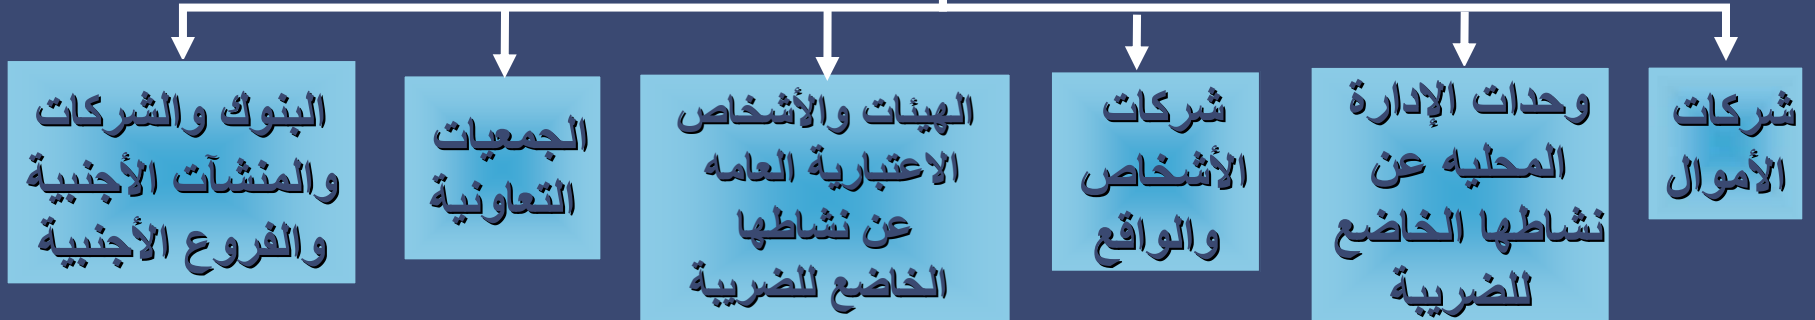 شركات
الأموال
وحدات الإدارة
المحليه عن
نشاطها الخاضع
للضريبة
شركات
الأشخاص
والواقع
الهيئات والأشخاص
الاعتبارية العامه
عن نشاطها
الخاضع للضريبة
الجمعيات
التعاونية
البنوك والشركات
والمنشآت الأجنبية
والفروع الأجنبية